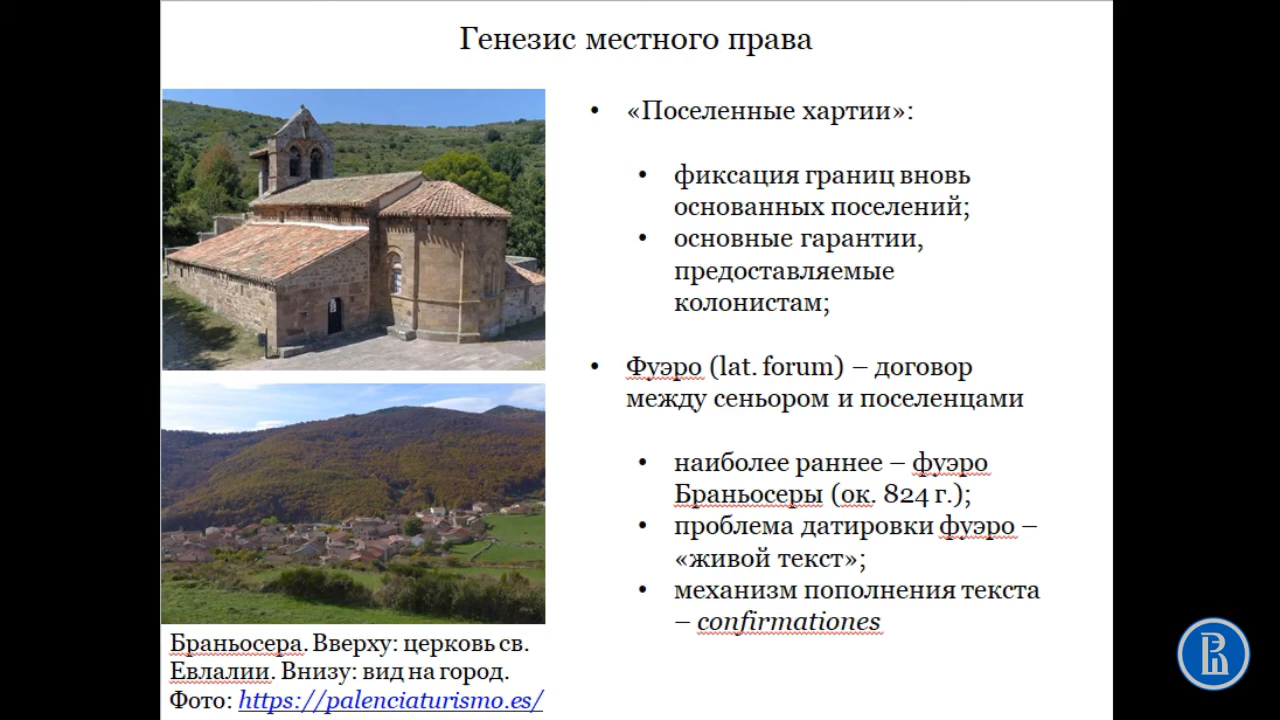 Генезис местного права
• «Поселенные хартии»:
• фиксация границ вновь
основанных поселений;
• основные гарантии,
предоставляемые
колонистам;
• Фуэро (lat. forum) – договор
между сеньором и поселенцами
• наиболее раннее – фуэро
Браньосеры (ок. 824 г.);
• проблема датировки фуэро –
«живой текст»;
• механизм пополнения текста
– confirmationes
Браньосера. Вверху: церковь св.
Евлалии. Внизу: вид на город.
Фото: https://palenciaturismo.es/